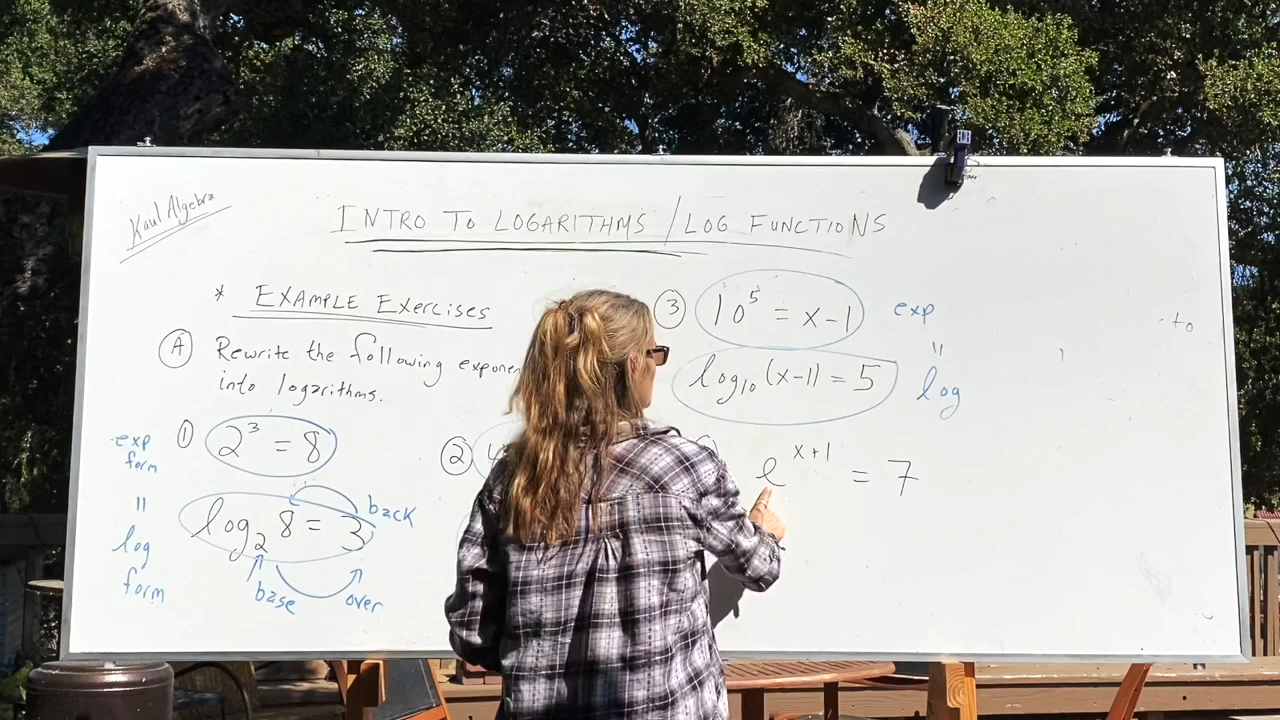 Kaul Algebra
INTRO TO LOGARITHMS / LOG FUNCTIONS
* EXAMPLE Exercises
A Rewrite the following exponen
into logarithms.
exp form
① 2³ = 8
=
log form
log₂ 8 = 3
back
base
over
② 4
③ 10⁵ = x-1
exp
=
log₁₀ (x-1) = 5
log
e^(x+1) = 7
to